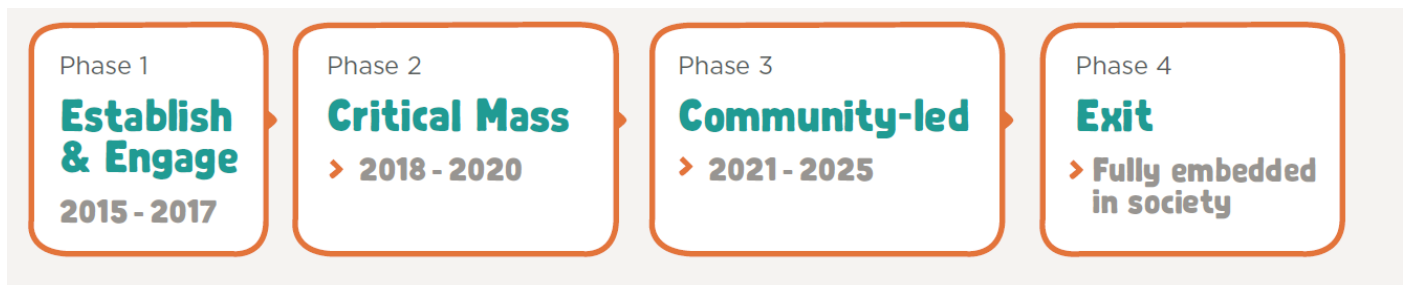 Phase 1
Establish
& Engage
2015 - 2017
Phase 2
Critical Mass
> 2018 - 2020
Phase 3
Community-led
> 2021 - 2025
Phase 4
Exit
> Fully embedded
in society